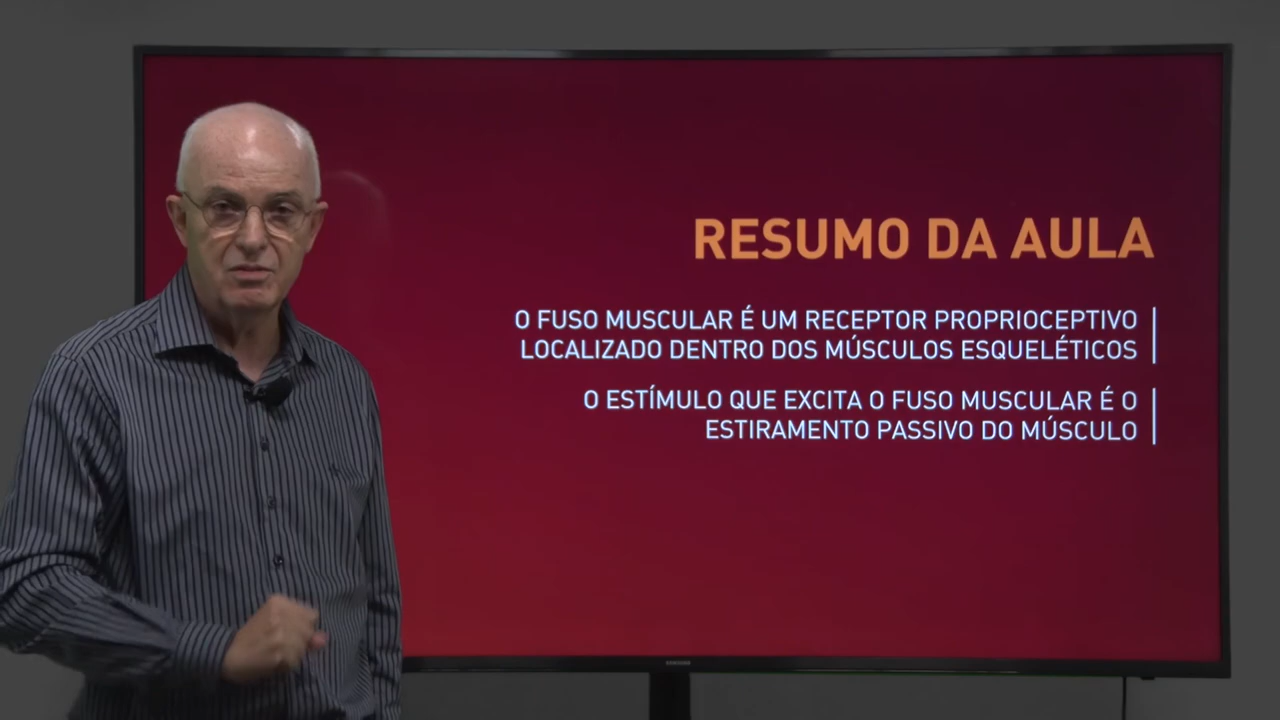 RESUMO DA AULA
O FUSO MUSCULAR É UM RECEPTOR PROPRIOCEPTIVO
LOCALIZADO DENTRO DOS MÚSCULOS ESQUELÉTICOS
O ESTÍMULO QUE EXCITA O FUSO MUSCULAR É O
ESTIRAMENTO PASSIVO DO MÚSCULO
SAMSUNG